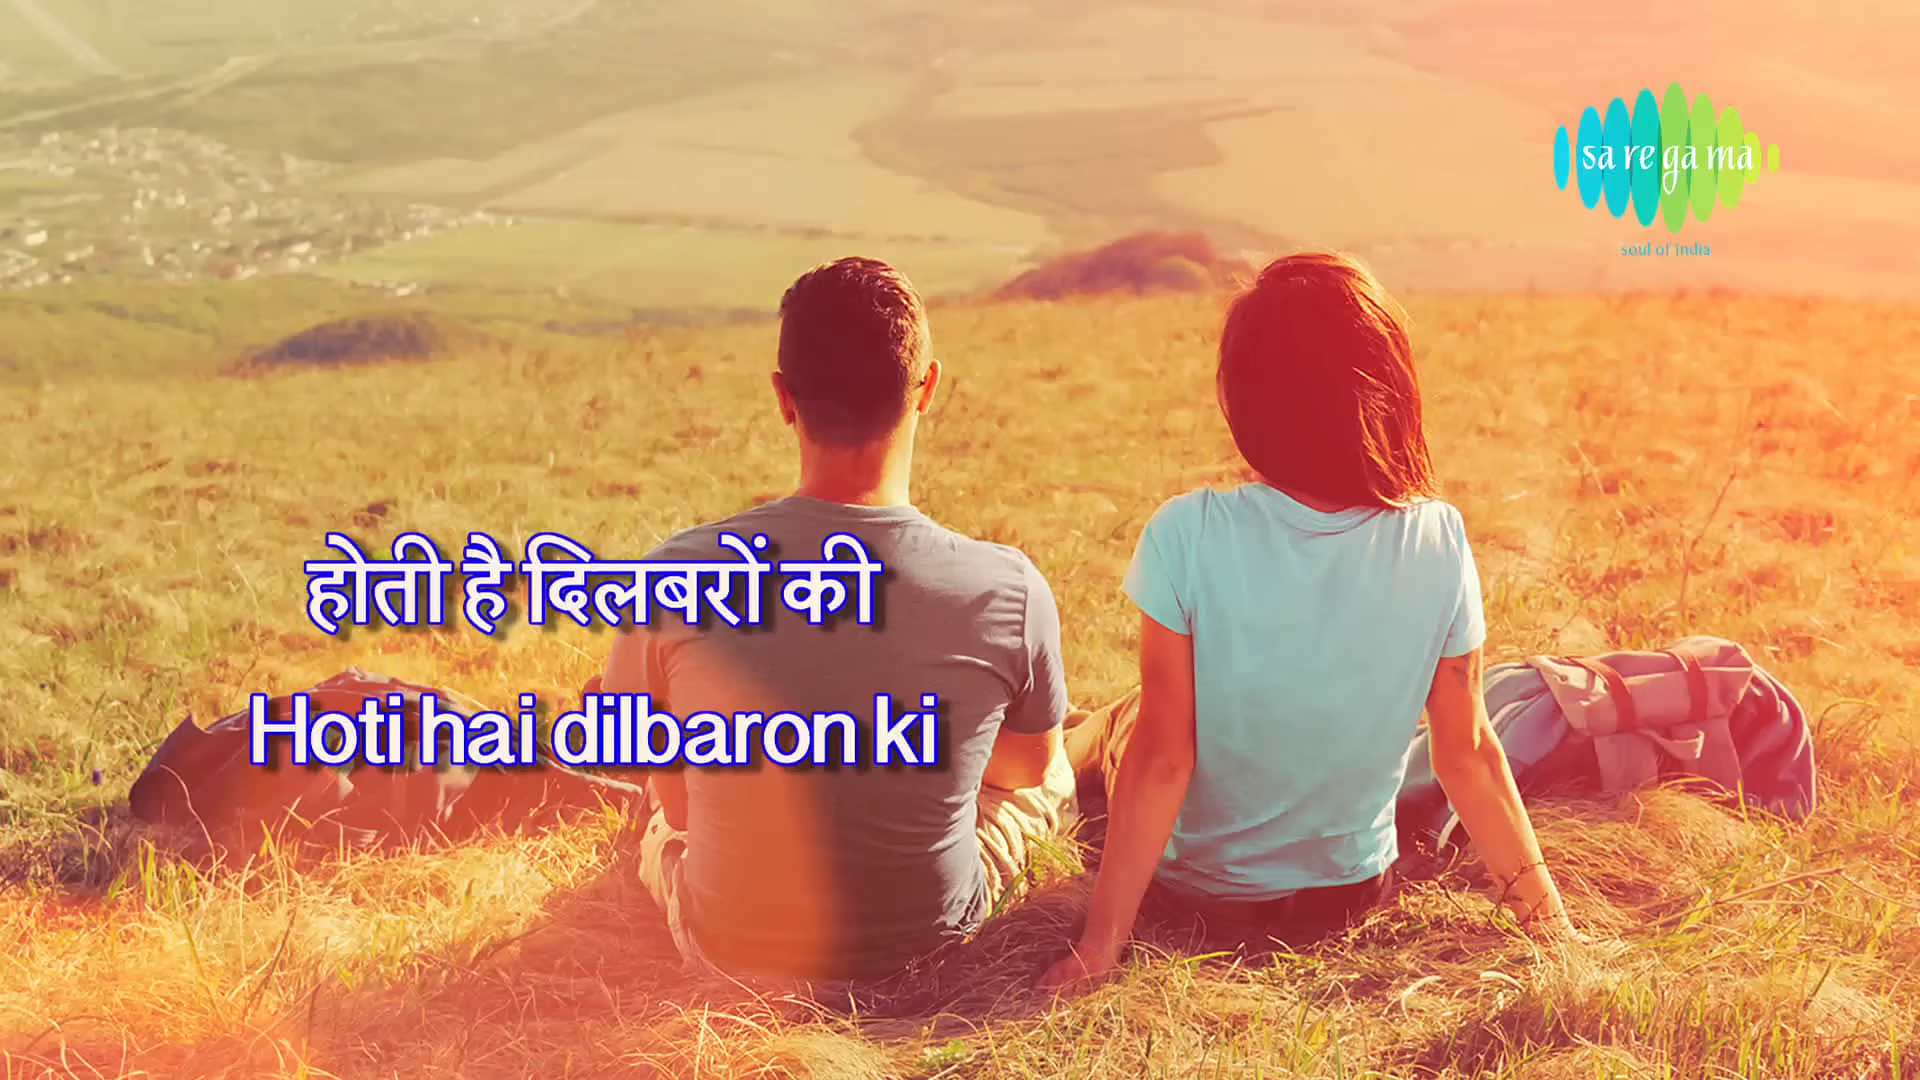 sa re ga ma
soul of india
होती है दिलबरों की
Hoti hai dilbaron ki